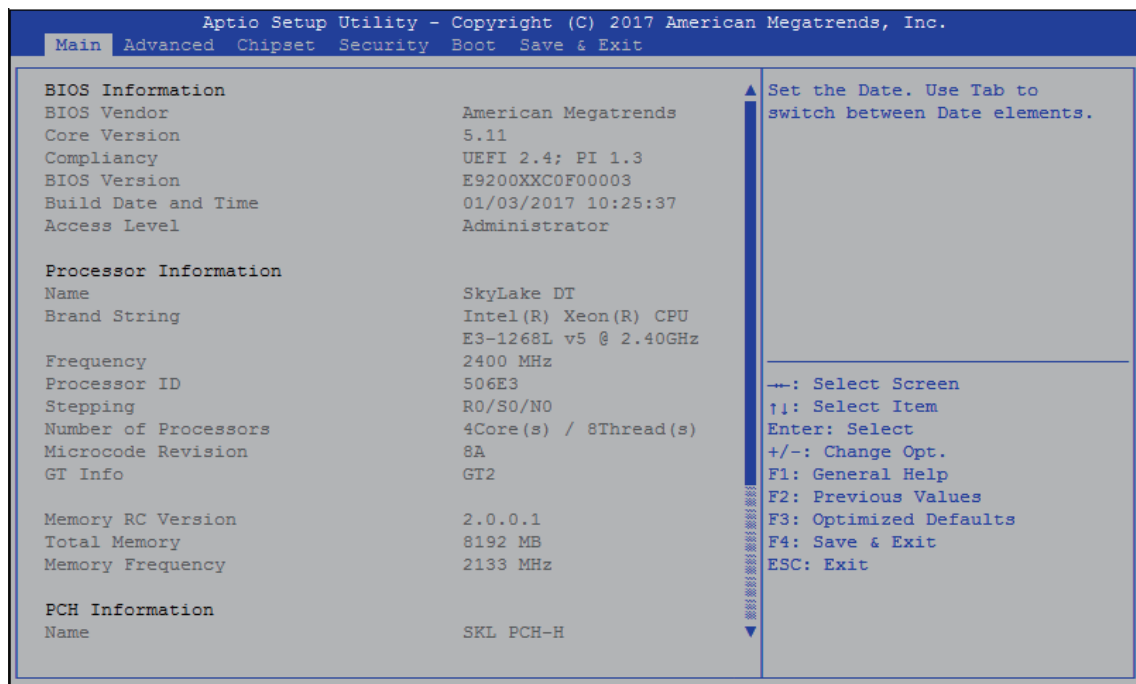 Aptio Setup Utility - Copyright (C) 2017 American Megatrends, Inc.
Main Advanced Chipset Security Boot Save & Exit
BIOS Information
BIOS Vendor American Megatrends
Core Version 5.11
Compliancy UEFI 2.4; PI 1.3
BIOS Version E9200XXC0F00003
Build Date and Time 01/03/2017 10:25:37
Access Level Administrator
Processor Information
Name SkyLake DT
Brand String Intel(R) Xeon(R) CPU
E3-1268L v5 @ 2.40GHz
Frequency 2400 MHz
Processor ID 506E3
Stepping R0/S0/N0
Number of Processors 4Core(s) / 8Thread(s)
Microcode Revision 8A
GT Info GT2
Memory RC Version 2.0.0.1
Total Memory 8192 MB
Memory Frequency 2133 MHz
PCH Information
Name SKL PCH-H
Set the Date. Use Tab to
switch between Date elements.
→←: Select Screen
↑↓: Select Item
Enter: Select
+/-: Change Opt.
F1: General Help
F2: Previous Values
F3: Optimized Defaults
F4: Save & Exit
ESC: Exit